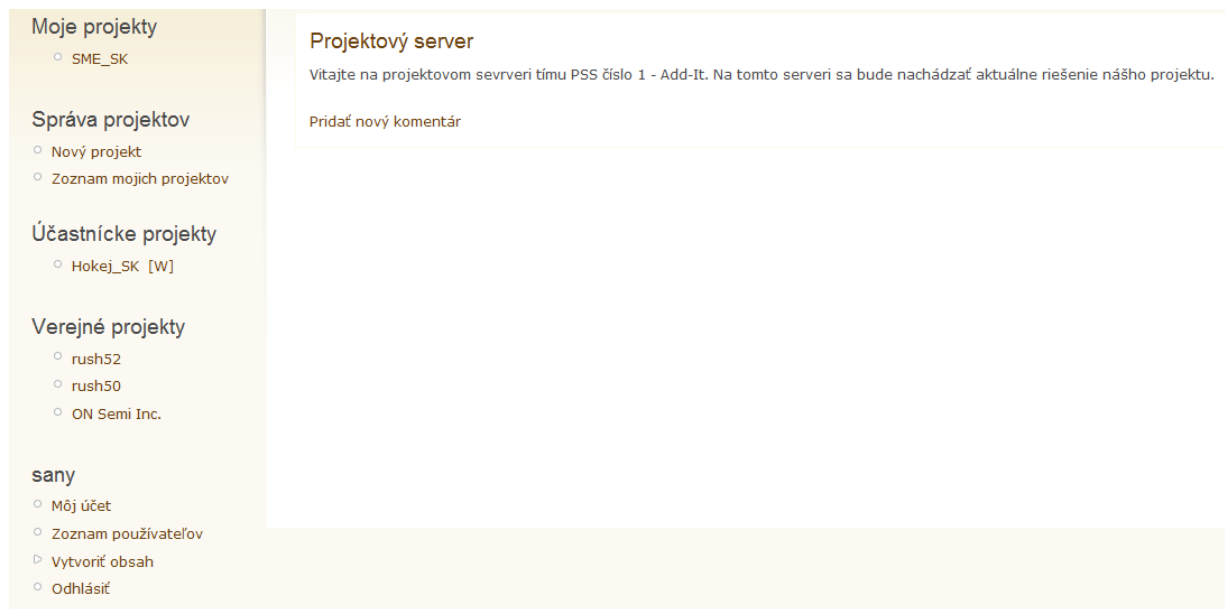 Moje projekty
SME_SK
Správa projektov
Nový projekt
Zoznam mojich projektov
Účastnícke projekty
Hokej_SK [W]
Verejné projekty
rush52
rush50
ON Semi Inc.
sany
Môj účet
Zoznam používateľov
Vytvoriť obsah
Odhlásiť
Projektový server
Vitajte na projektovom sevrveri tímu PSS číslo 1 - Add-It. Na tomto serveri sa bude nachádzať aktuálne riešenie nášho projektu.
Pridať nový komentár